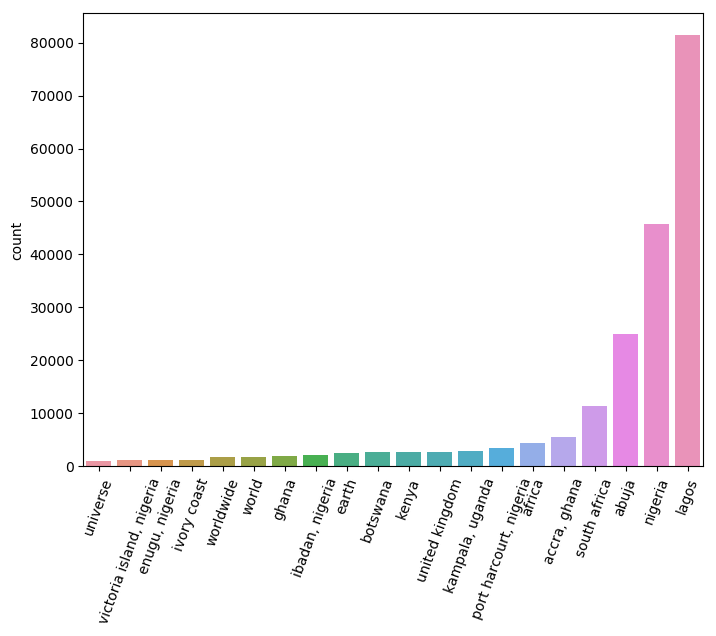 80000
70000
60000
50000
40000
30000
20000
10000
0
count
universe
victoria island, nigeria
enugu, nigeria
ivory coast
worldwide
world
ghana
ibadan, nigeria
earth
botswana
kenya
united kingdom
kampala, uganda
port harcourt, nigeria
africa
accra, ghana
south africa
abuja
nigeria
lagos